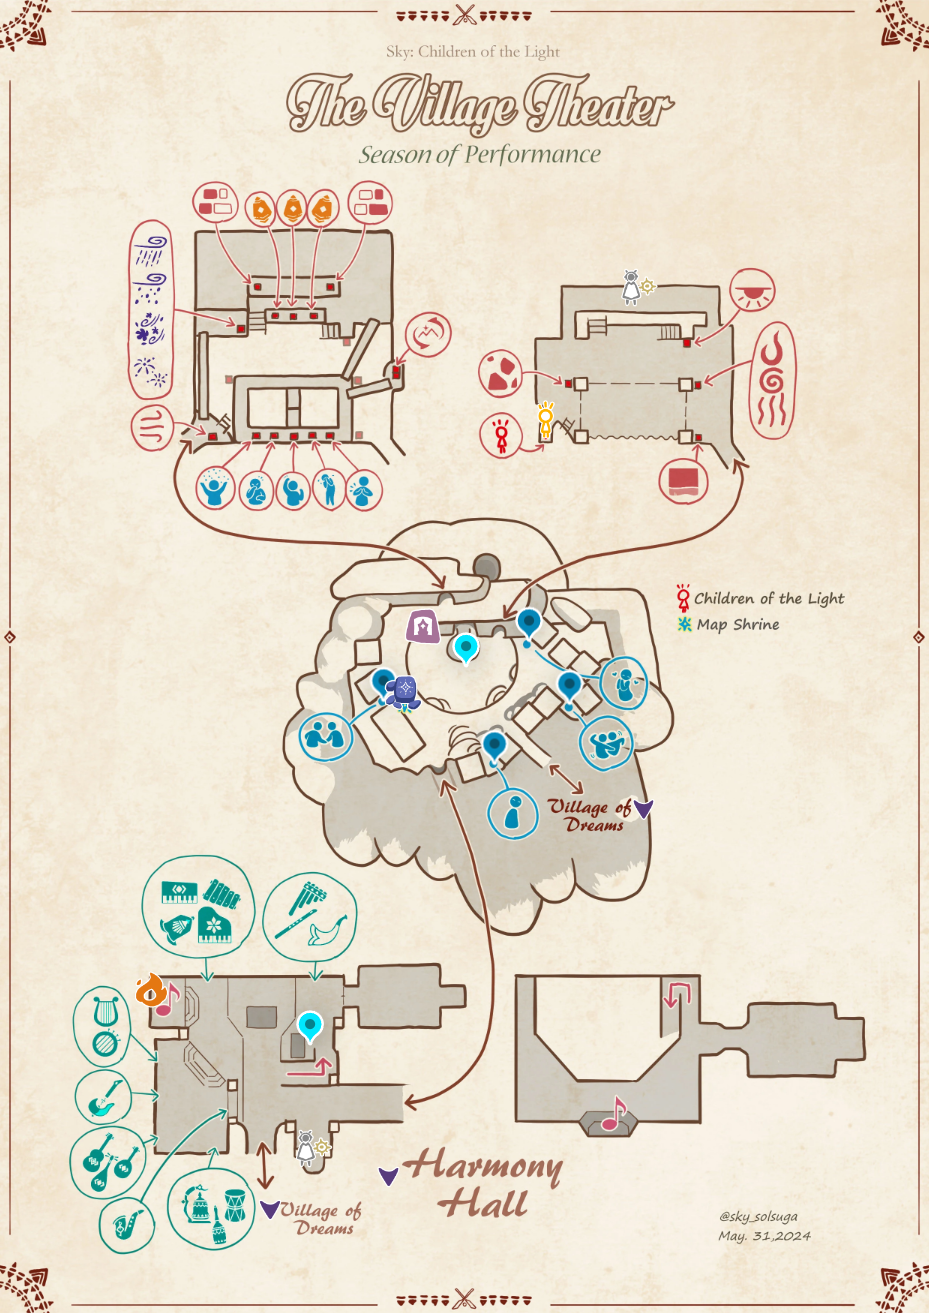 Sky: Children of the Light
The Village Theater
Season of Performance
Children of the Light
Map Shrine
Village of
Dreams
Harmony
Hall
Village of
Dreams
@sky_solsuga
May. 31,2024